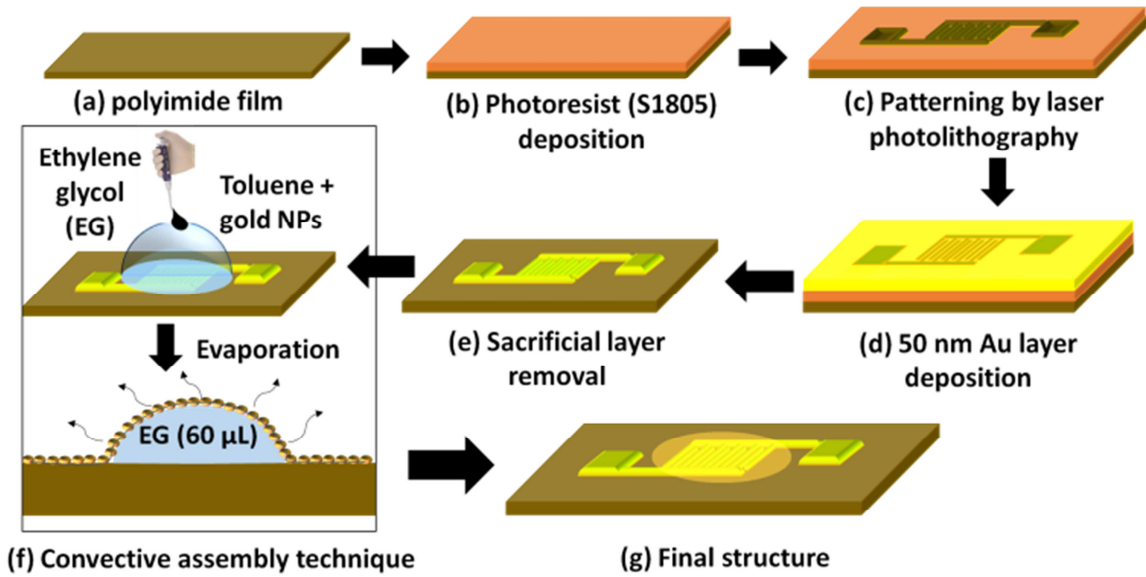 (a) polyimide film
(b) Photoresist (S1805)
deposition
(c) Patterning by laser
photolithography
(d) 50 nm Au layer
deposition
(e) Sacrificial layer
removal
Ethylene
glycol
(EG)
Toluene +
gold NPs
Evaporation
EG (60 µL)
(f) Convective assembly technique
(g) Final structure